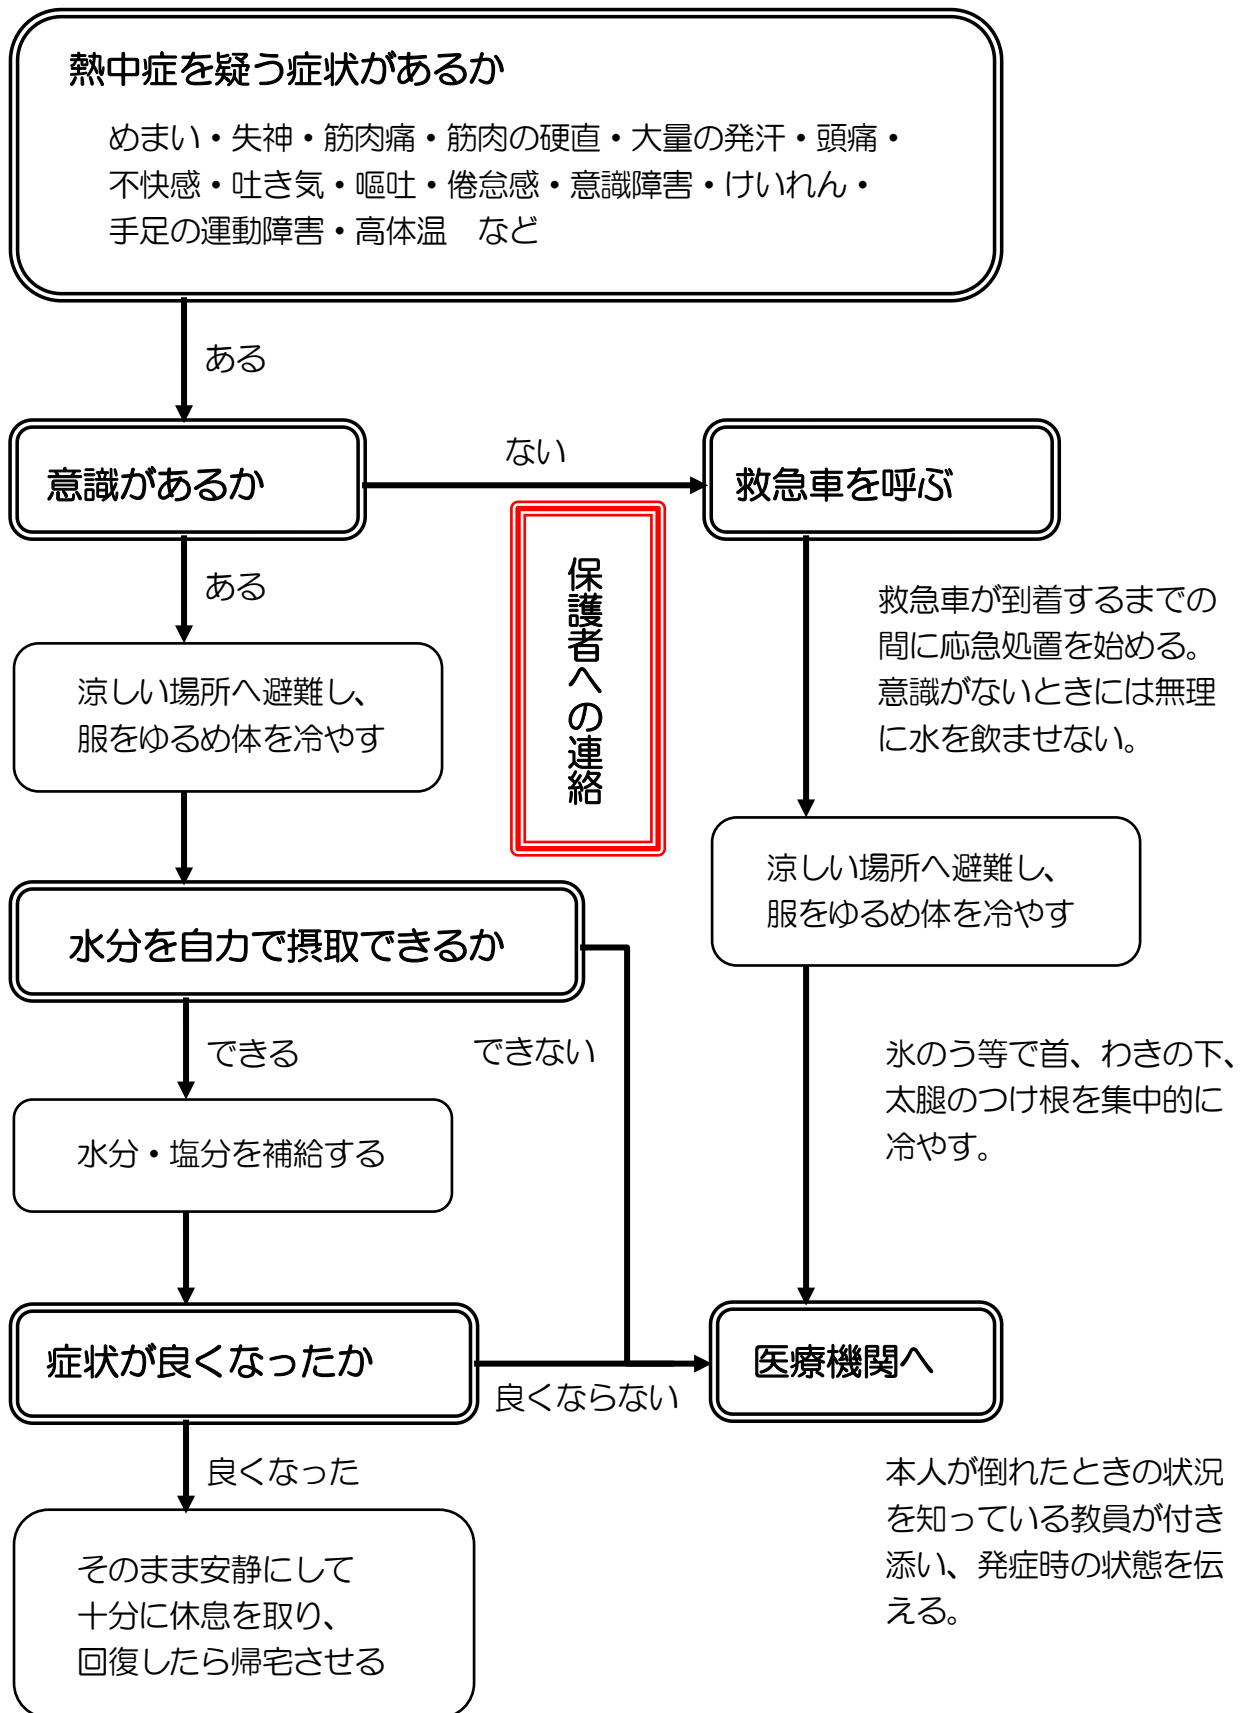 熱中症を疑う症状があるか
めまい・失神・筋肉痛・筋肉の硬直・大量の発汗・頭痛・
不快感・吐き気・嘔吐・倦怠感・意識障害・けいれん・
手足の運動障害・高体温　など
ある
意識があるか
ない
救急車を呼ぶ
ある
保護者への連絡
救急車が到着するまでの
間に応急処置を始める。
意識がないときには無理
に水を飲ませない。
涼しい場所へ避難し、
服をゆるめ体を冷やす
涼しい場所へ避難し、
服をゆるめ体を冷やす
水分を自力で摂取できるか
できる
できない
氷のう等で首、わきの下、
太腿のつけ根を集中的に
冷やす。
水分・塩分を補給する
症状が良くなったか
良くならない
医療機関へ
良くなった
本人が倒れたときの状況
を知っている教員が付き
添い、発症時の状態を伝
える。
そのまま安静にして
十分に休息を取り、
回復したら帰宅させる